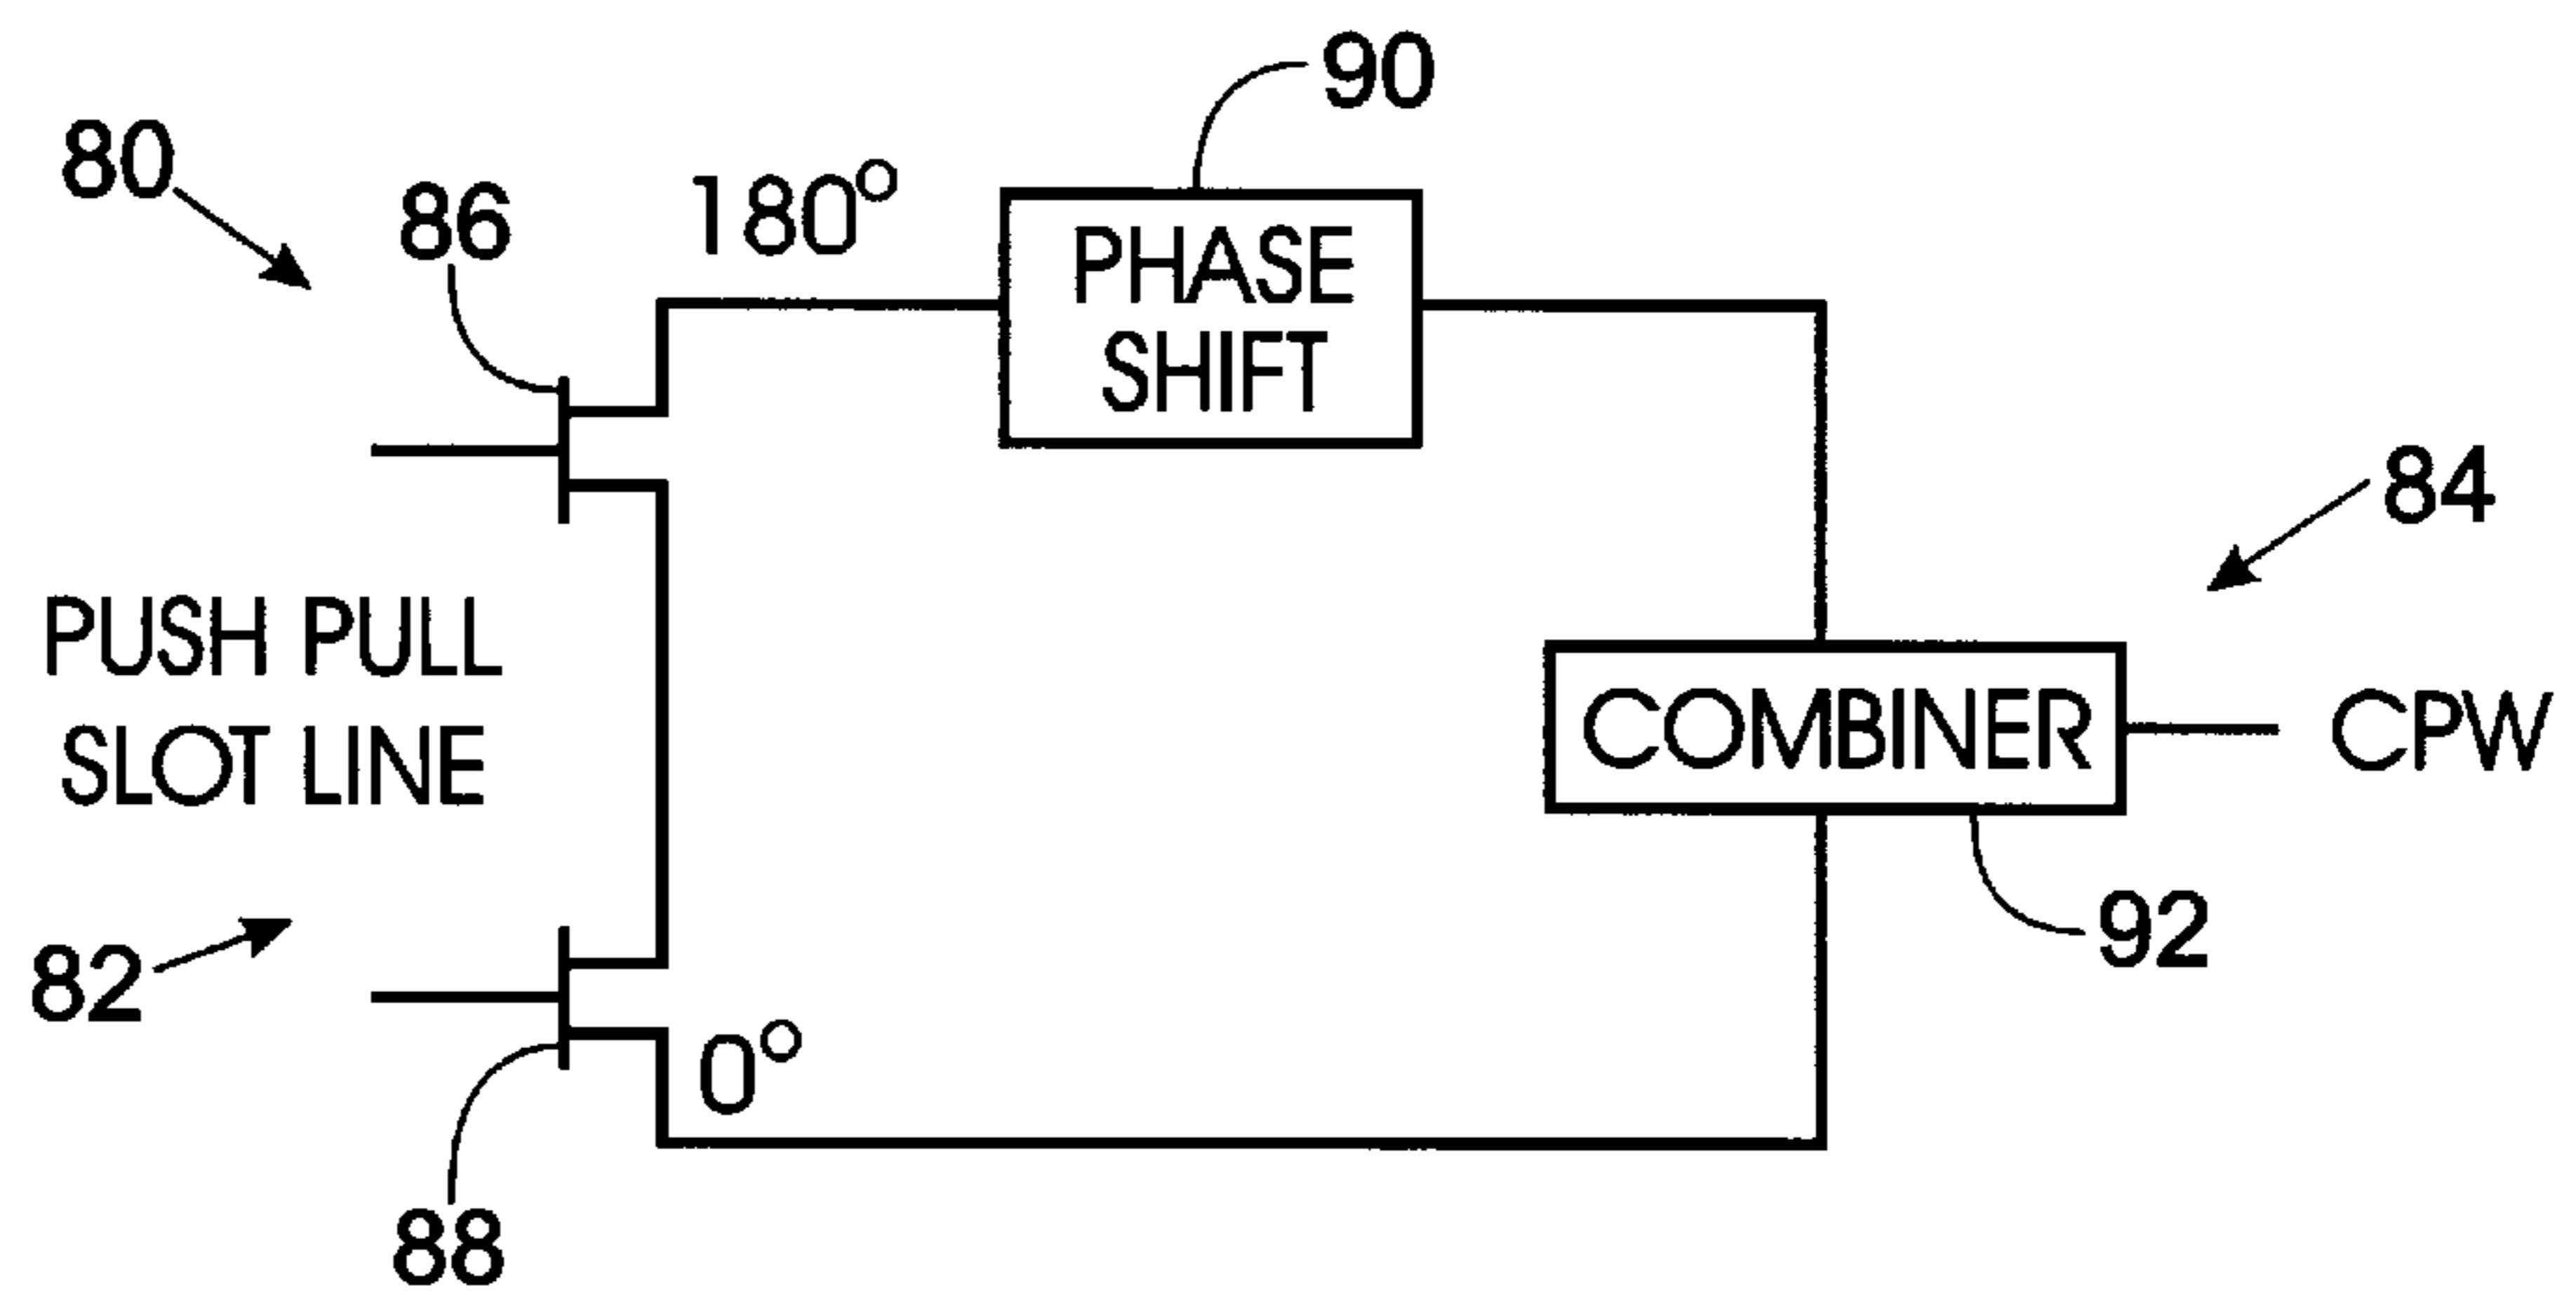 90
80
86
180°
PHASE
SHIFT
84
PUSH PULL
SLOT LINE
COMBINER
CPW
92
82
0°
88